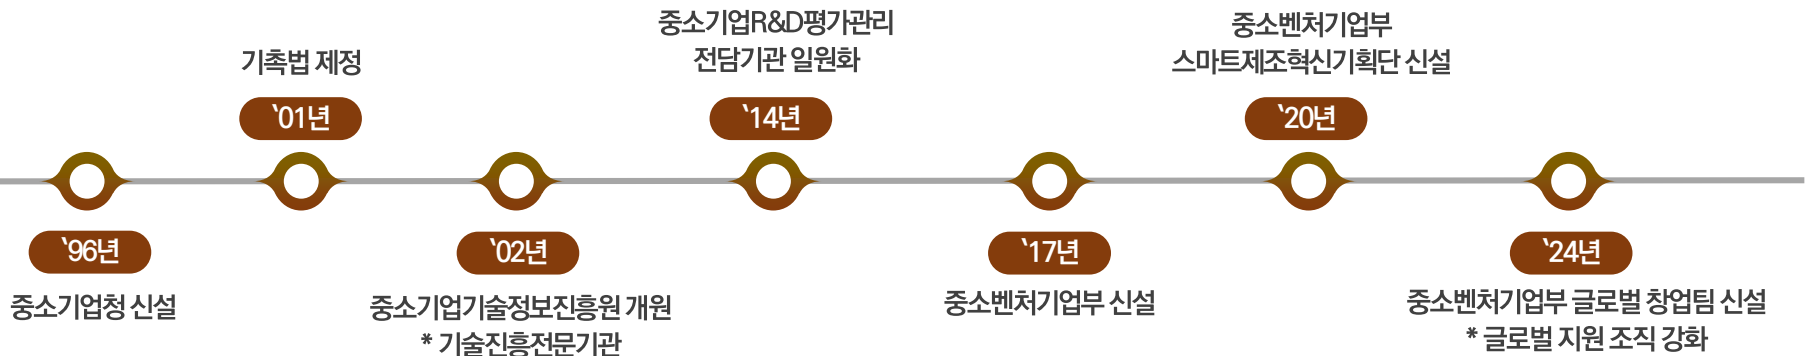 `96년
중소기업청 신설
기촉법 제정
`01년
`02년
중소기업기술정보진흥원 개원
* 기술진흥전문기관
중소기업R&D평가관리
전담기관 일원화
`14년
`17년
중소벤처기업부 신설
중소벤처기업부
스마트제조혁신기획단 신설
`20년
`24년
중소벤처기업부 글로벌 창업팀 신설
* 글로벌 지원 조직 강화